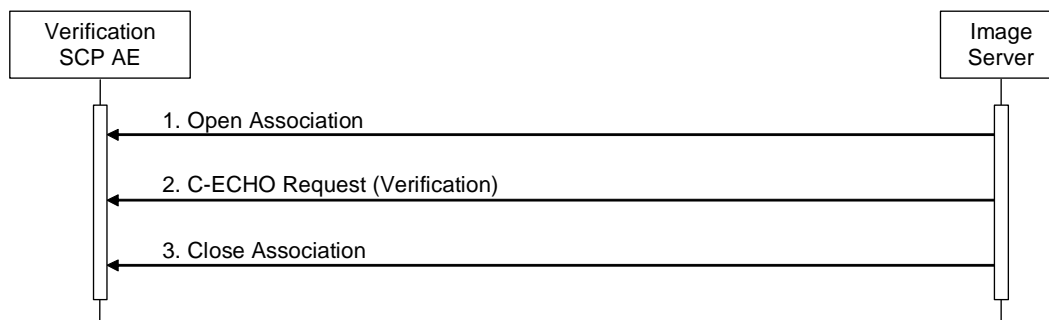 Verification
SCP AE
Image
Server
1. Open Association
2. C-ECHO Request (Verification)
3. Close Association